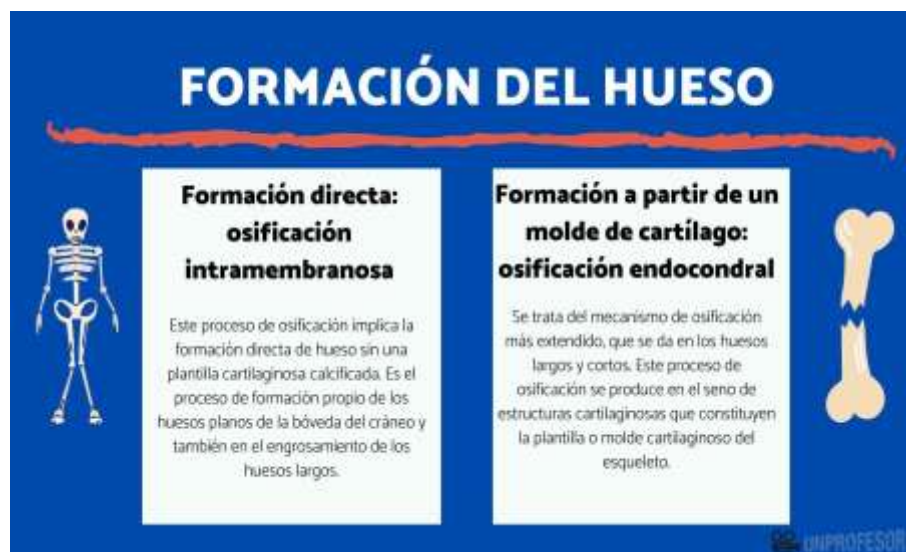 FORMACIÓN DEL HUESO
Formación directa:
osificación
intramembranosa
Este proceso de osificación implica la
formación directa de hueso sin una
plantilla cartilaginosa calcificada. Es el
proceso de formación propio de los
huesos planos de la bóveda del cráneo y
también en el engrosamiento de los
huesos largos.
Formación a partir de un
molde de cartílago:
osificación endocondral
Se trata del mecanismo de osificación
más extendido, que se da en los huesos
largos y cortos. Este proceso de
osificación se produce en el seno de
estructuras cartilaginosas que constituyen
la plantilla o molde cartilaginoso del
esqueleto.
UNPROFESOR